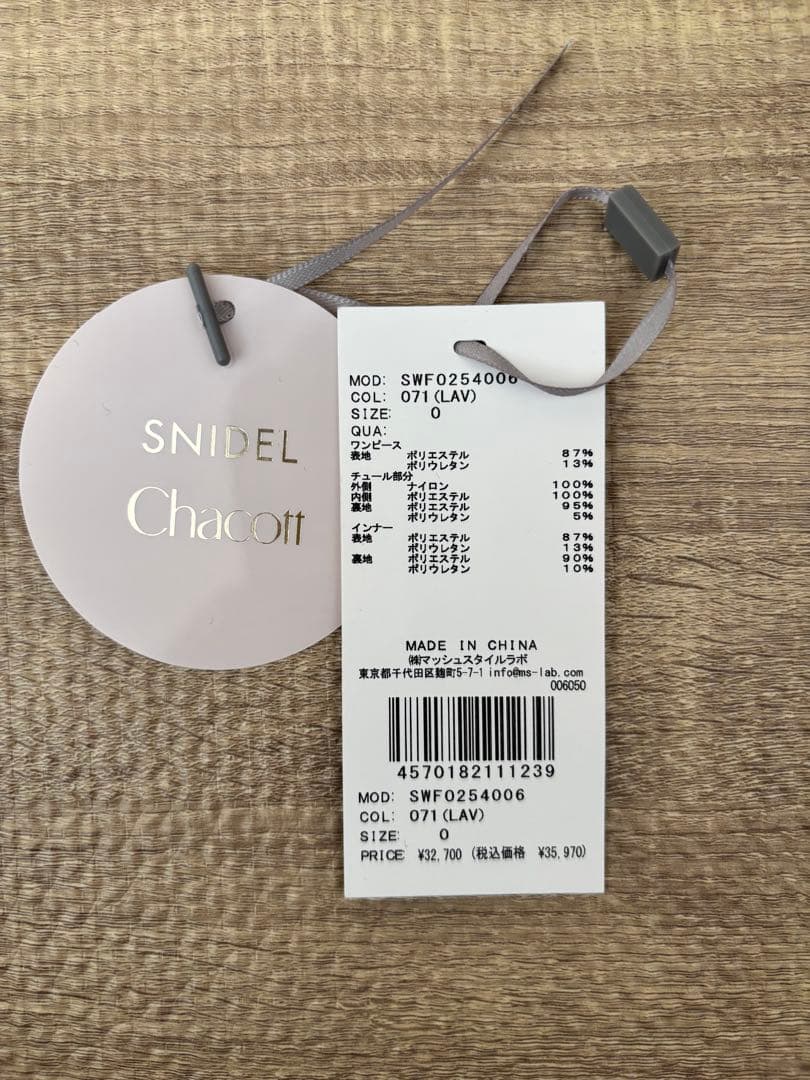 SNIDEL
Chacott
MOD: SWF0254006
COL: 071(LAV)
SIZE: 0
QUA:
ワンピース
表地 ポリエステル 87%
ポリウレタン 13%
チュール部分
外側 ナイロン 100%
内側 ポリエステル 100%
裏地 ポリエステル 95%
ポリウレタン 5%
インナー
表地 ポリエステル 87%
ポリウレタン 13%
裏地 ポリエステル 90%
ポリウレタン 10%
MADE IN CHINA
㈱マッシュスタイルラボ
東京都千代田区麹町5-7-1 info@ms-lab.com
006050
4570182111239
MOD: SWF0254006
COL: 071(LAV)
SIZE: 0
PRICE ¥32,700 (税込価格 ¥35,970)